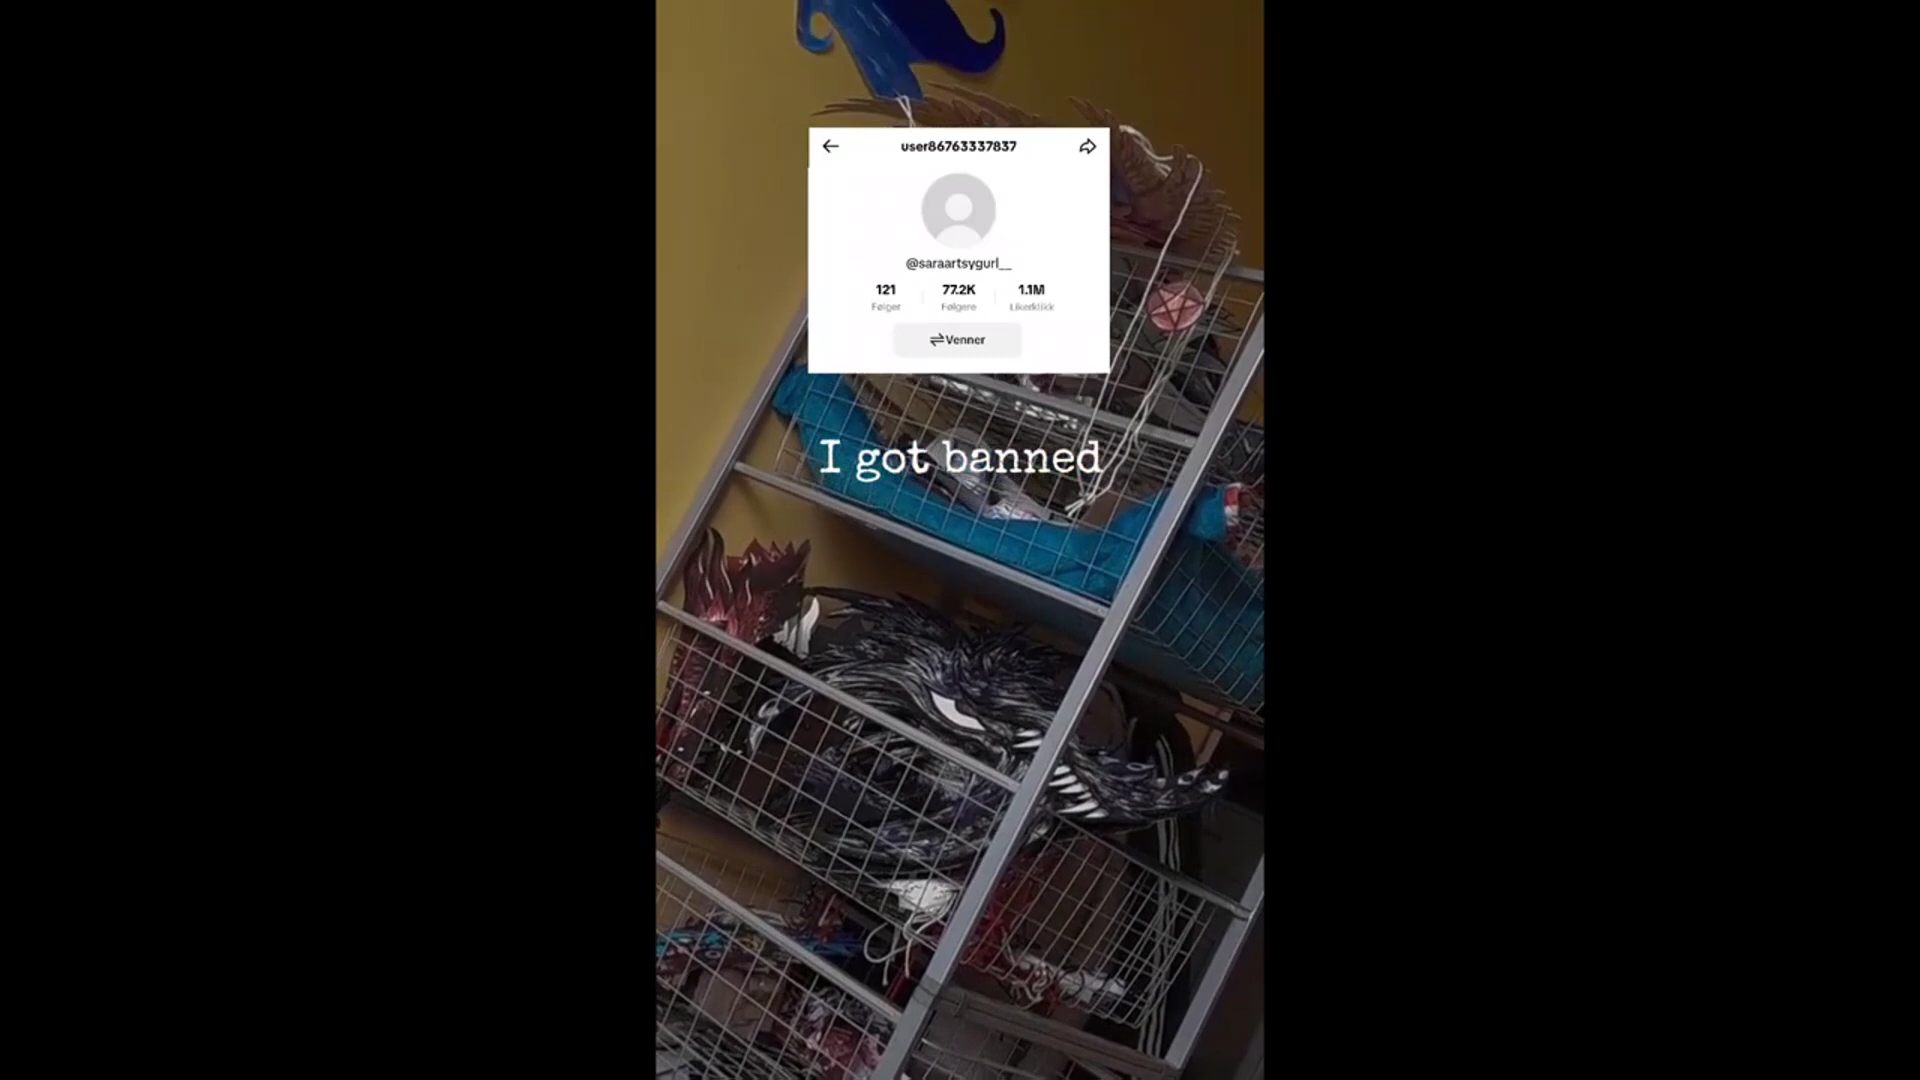 user86763337837
@saraartsygurl__
121 77.2K 1.1M
Følger Følgere Likerklikk
Venner
I got banned